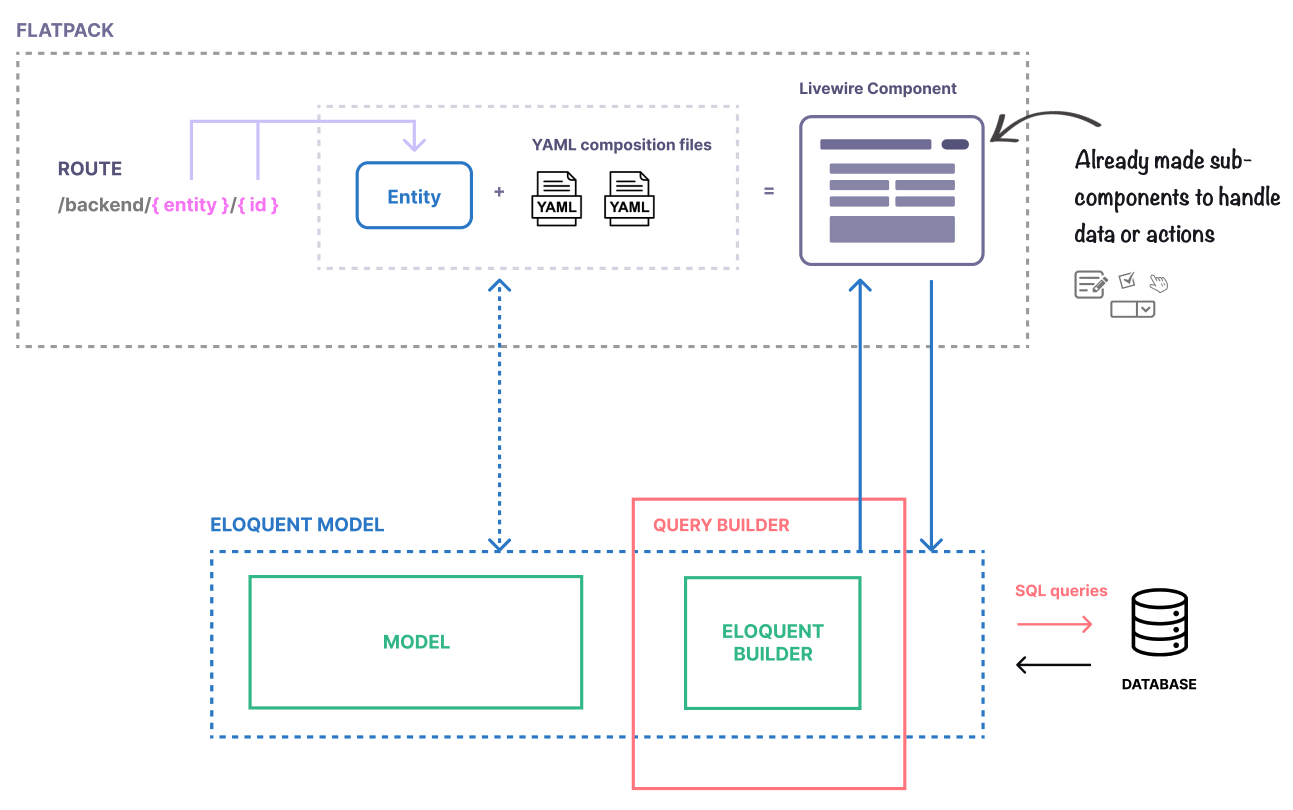 FLATPACK
Livewire Component
YAML composition files
ROUTE
/backend/{ entity }/{ id }
Entity
+
YAML
YAML
=
Already made sub-
components to handle
data or actions
ELOQUENT MODEL
QUERY BUILDER
MODEL
ELOQUENT
BUILDER
SQL queries
DATABASE